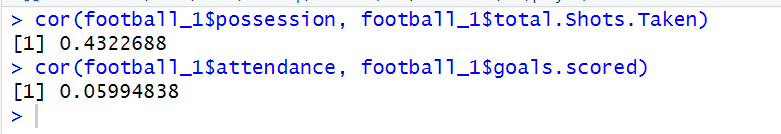 > cor(football_1$possession, football_1$total.Shots.Taken)
[1] 0.4322688
> cor(football_1$attendance, football_1$goals.scored)
[1] 0.05994838
>